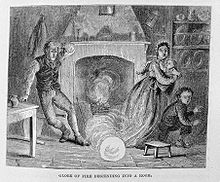 GLOBE OF FIRE DESCENDING INTO A ROOM.